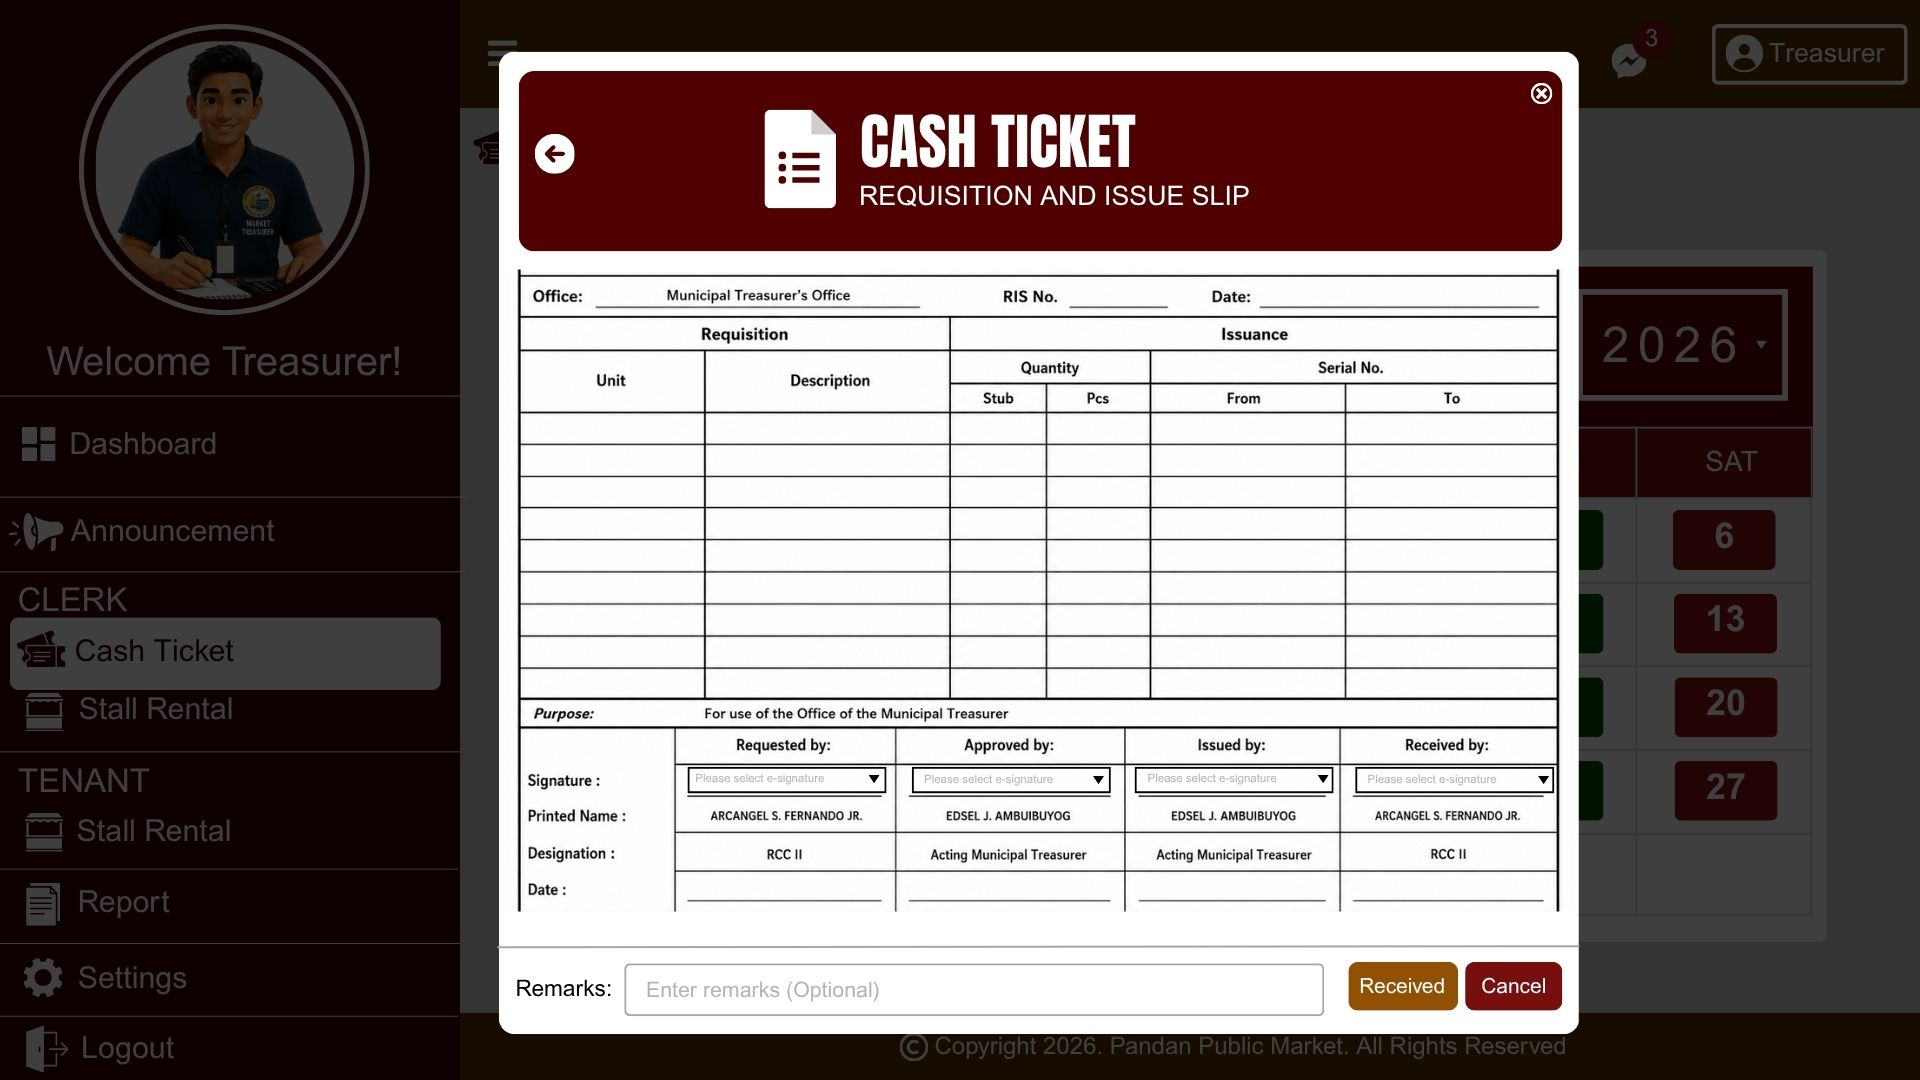 3
Treasurer
MARKET
TREASURER
Welcome Treasurer!
Dashboard
Announcement
CLERK
Cash Ticket
Stall Rental
TENANT
Stall Rental
Report
Settings
Logout
CASH TICKET
REQUISITION AND ISSUE SLIP
Office: Municipal Treasurer's Office RIS No. Date:
Requisition Issuance
Unit Description Quantity Serial No.
Stub Pcs From To
Purpose: For use of the Office of the Municipal Treasurer
Requested by: Approved by: Issued by: Received by:
Signature : Please select e-signature Please select e-signature Please select e-signature Please select e-signature
Printed Name : ARCANGEL S. FERNANDO JR. EDSEL J. AMBUIBUYOG EDSEL J. AMBUIBUYOG ARCANGEL S. FERNANDO JR.
Designation : RCC II Acting Municipal Treasurer Acting Municipal Treasurer RCC II
Date :
Remarks: Enter remarks (Optional) Received Cancel
2026
SAT
6
13
20
27
© Copyright 2026. Pandan Public Market. All Rights Reserved